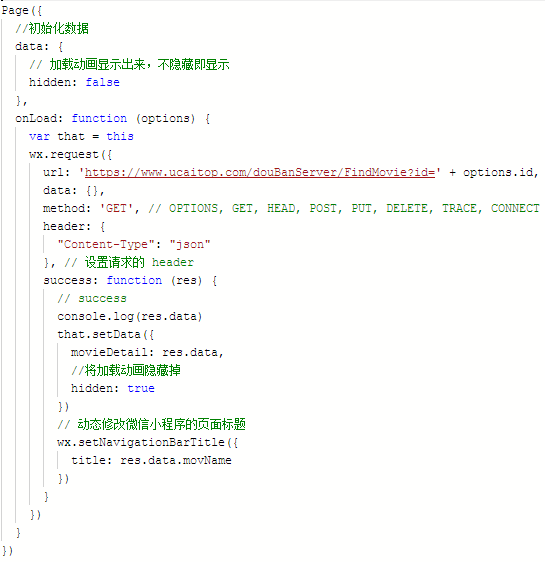 Page({
  //初始化数据
  data: {
    // 加载动画显示出来，不隐藏即显示
    hidden: false
  },
  onLoad: function (options) {
    var that = this
    wx.request({
      url: 'https://www.ucaitop.com/douBanServer/FindMovie?id=' + options.id,
      data: {},
      method: 'GET', // OPTIONS, GET, HEAD, POST, PUT, DELETE, TRACE, CONNECT
      header: {
        "Content-Type": "json"
      }, // 设置请求的 header
      success: function (res) {
        // success
        console.log(res.data)
        that.setData({
          movieDetail: res.data,
          //将加载动画隐藏掉
          hidden: true
        })
        // 动态修改微信小程序的页面标题
        wx.setNavigationBarTitle({
          title: res.data.movName
        })
      }
    })
  }
})